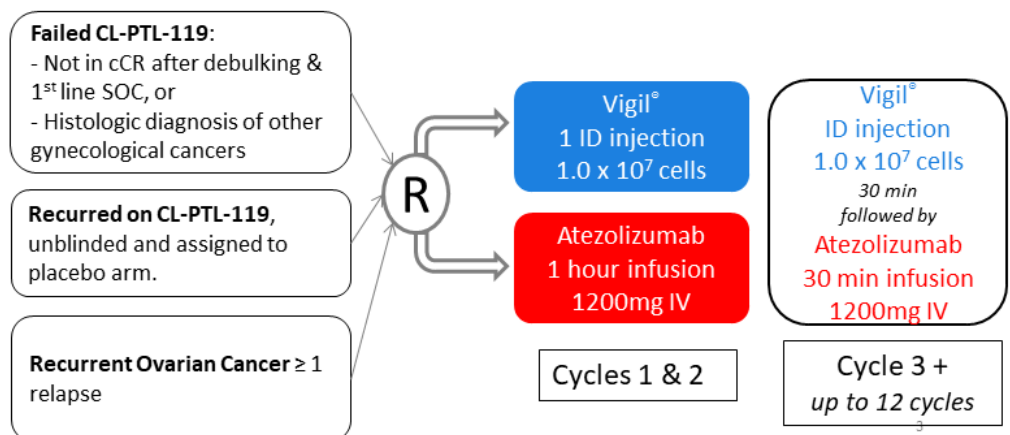 Failed CL-PTL-119:
- Not in cCR after debulking &
1st line SOC, or
- Histologic diagnosis of other
gynecological cancers
Recurred on CL-PTL-119,
unblinded and assigned to
placebo arm.
Recurrent Ovarian Cancer ≥ 1
relapse
R
Vigil®
1 ID injection
1.0 x 10⁷ cells
Atezolizumab
1 hour infusion
1200mg IV
Cycles 1 & 2
Vigil®
ID injection
1.0 x 10⁷ cells
30 min
followed by
Atezolizumab
30 min infusion
1200mg IV
Cycle 3 +
up to 12 cycles
3